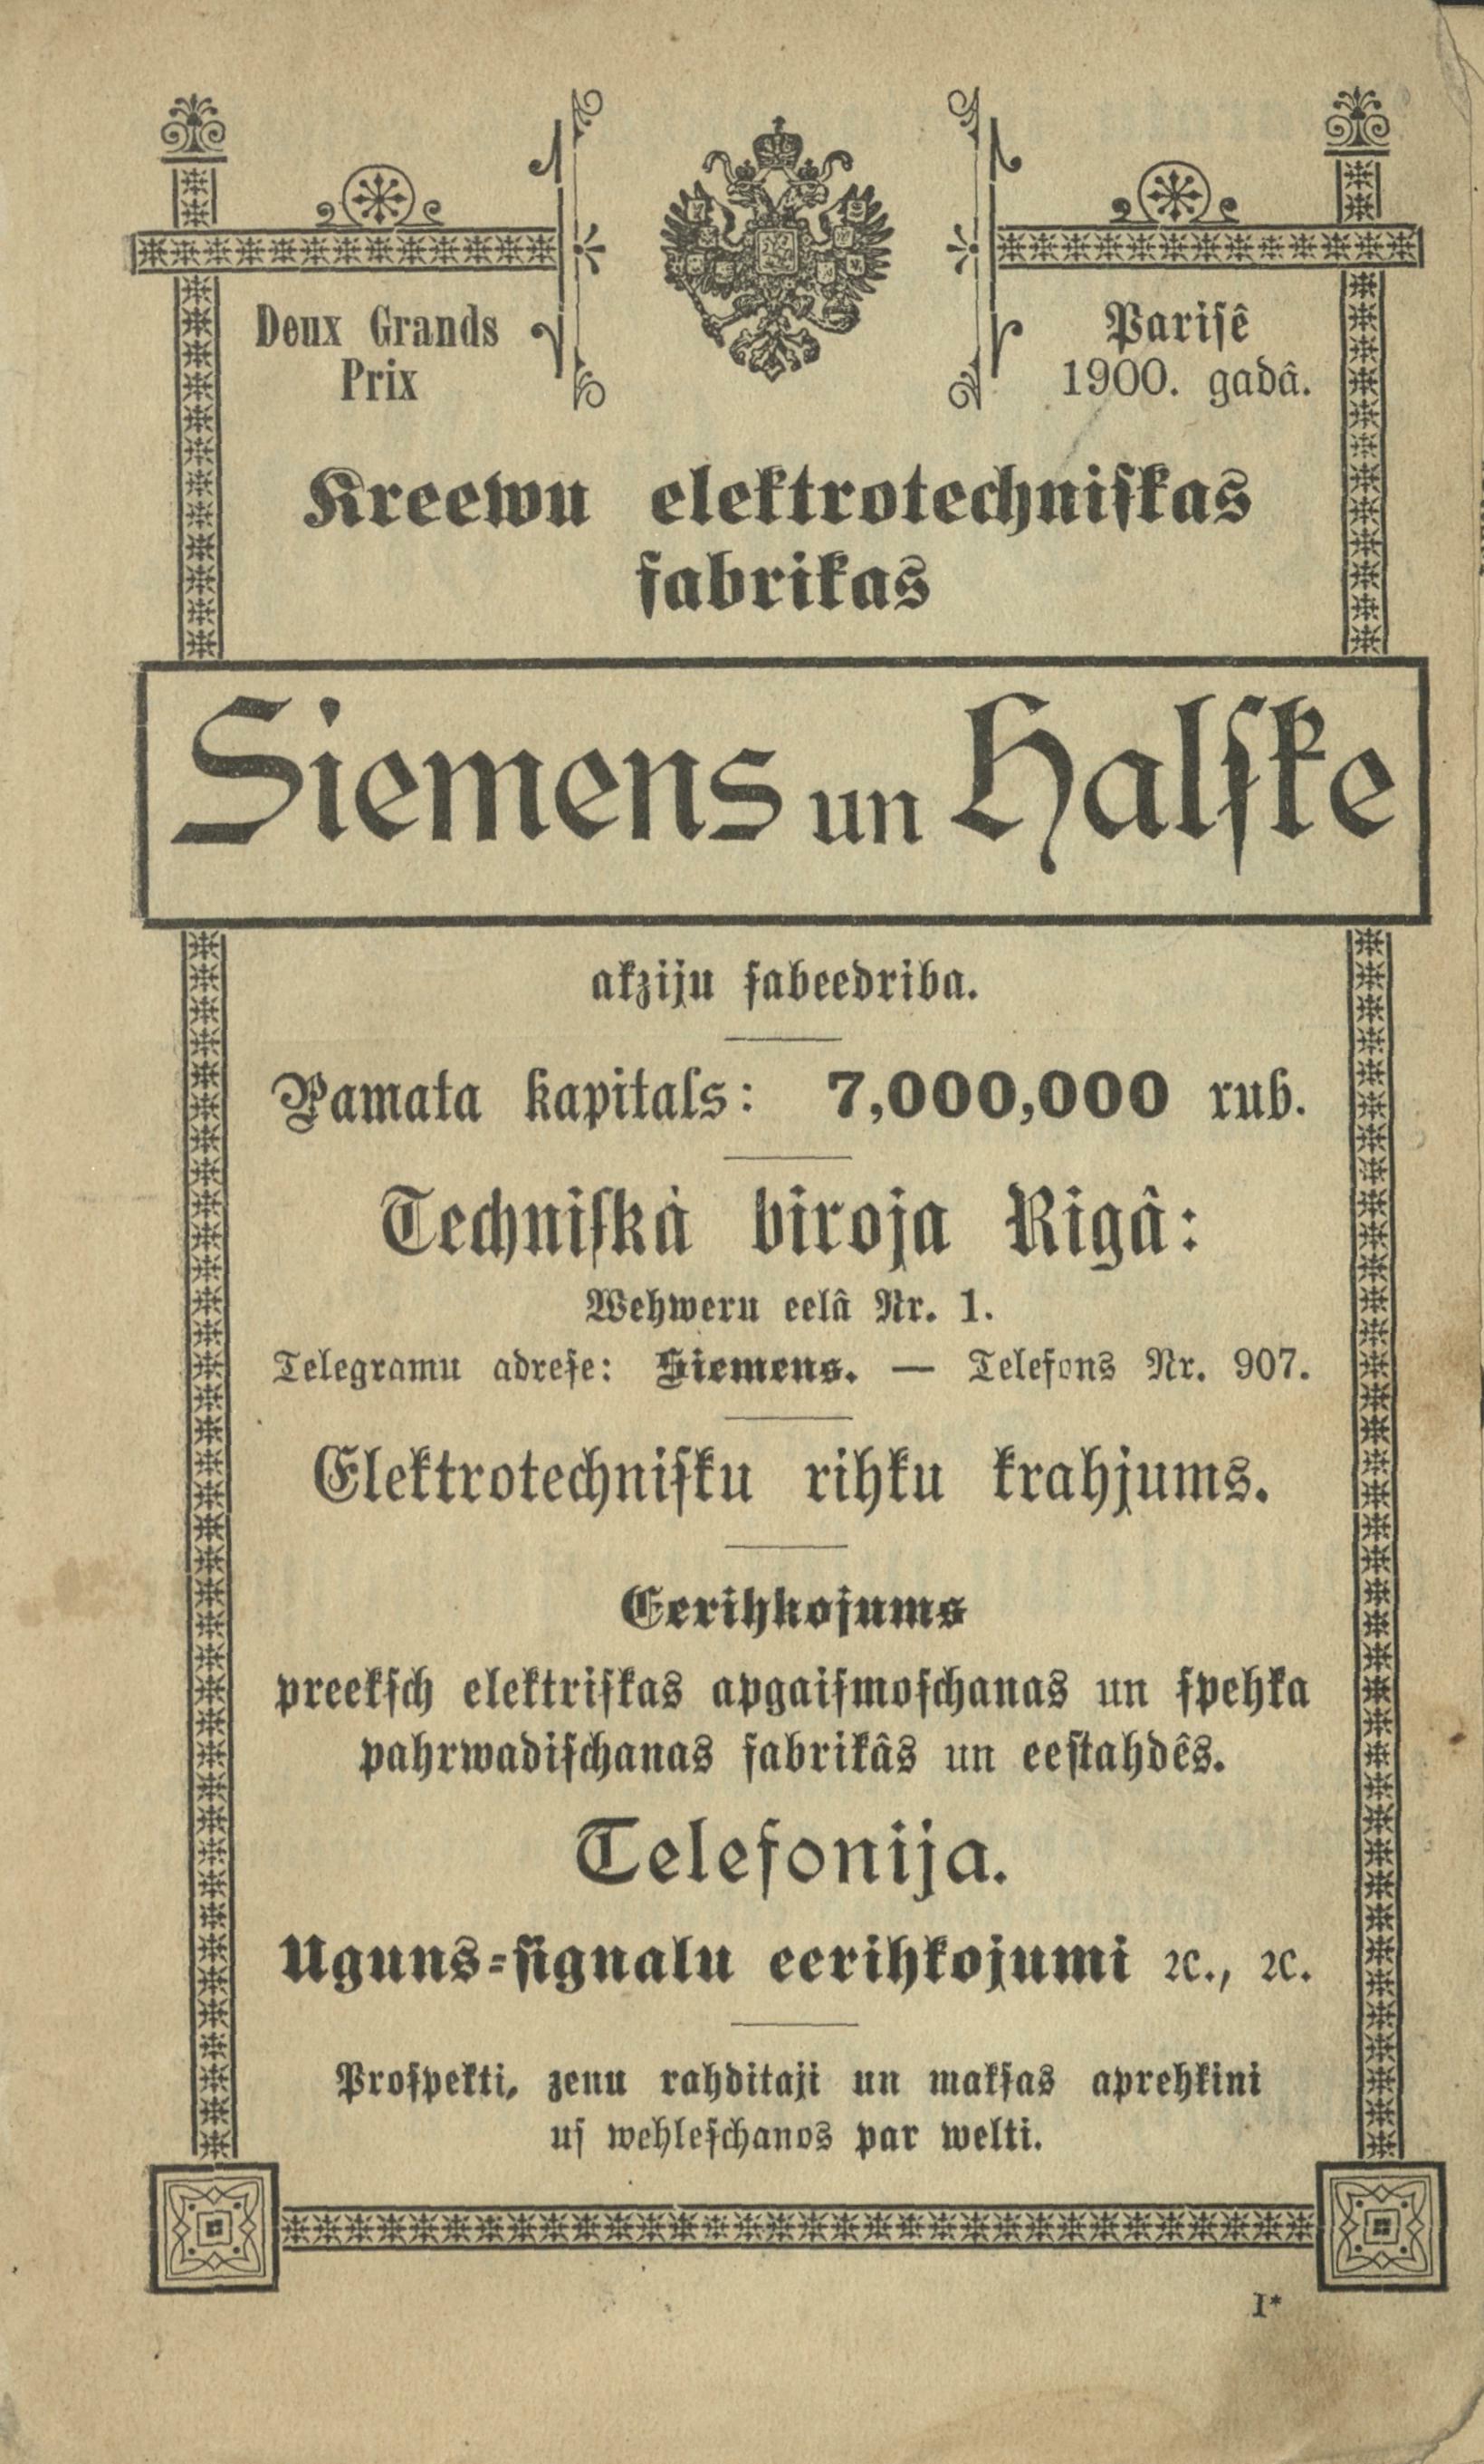 Deux Grands
Prix
Parisê
1900. gadâ.
Kreewu elektrotechniskas
fabrikas
Siemens un Halske
akziju sabeedriba.
Pamata kapitals: 7,000,000 rub.
Techniskâ biroja Rigâ:
Wehweru eelâ Nr. 1.
Telegramu adrese: Siemens. — Telefons Nr. 907.
Elektrotechnisku rihku krahjums.
Eerihkojums
preeksch elektriskas apgaismoschanas un spehka
pahrwadischanas fabrikâs un eestahdês.
Telefonija.
Uguns-signalu eerihkojumi ꝛc., ꝛc.
Prospekti, zenu rahditaji un maksas aprehkini
us wehleschanos par welti.
I*